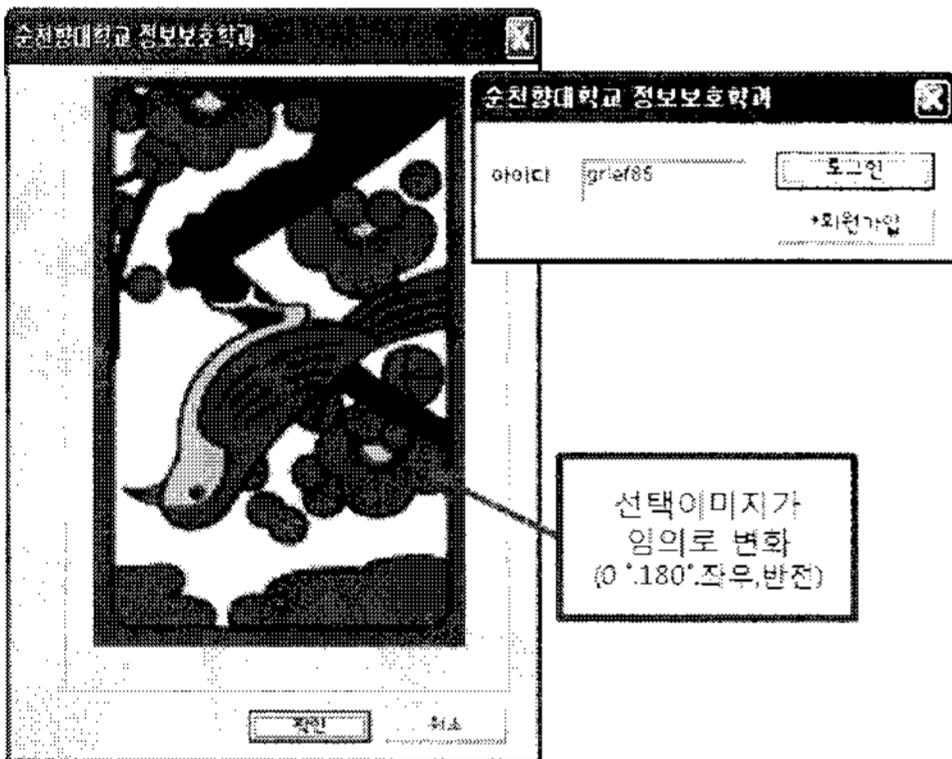 순천향대학교 정보보호학과
순천향대학교 정보보호학과
아이디 grief86 로그인
*회원가입
선택이미지가
임의로 변화
(0 °.180°.좌우,반전)
확인 취소